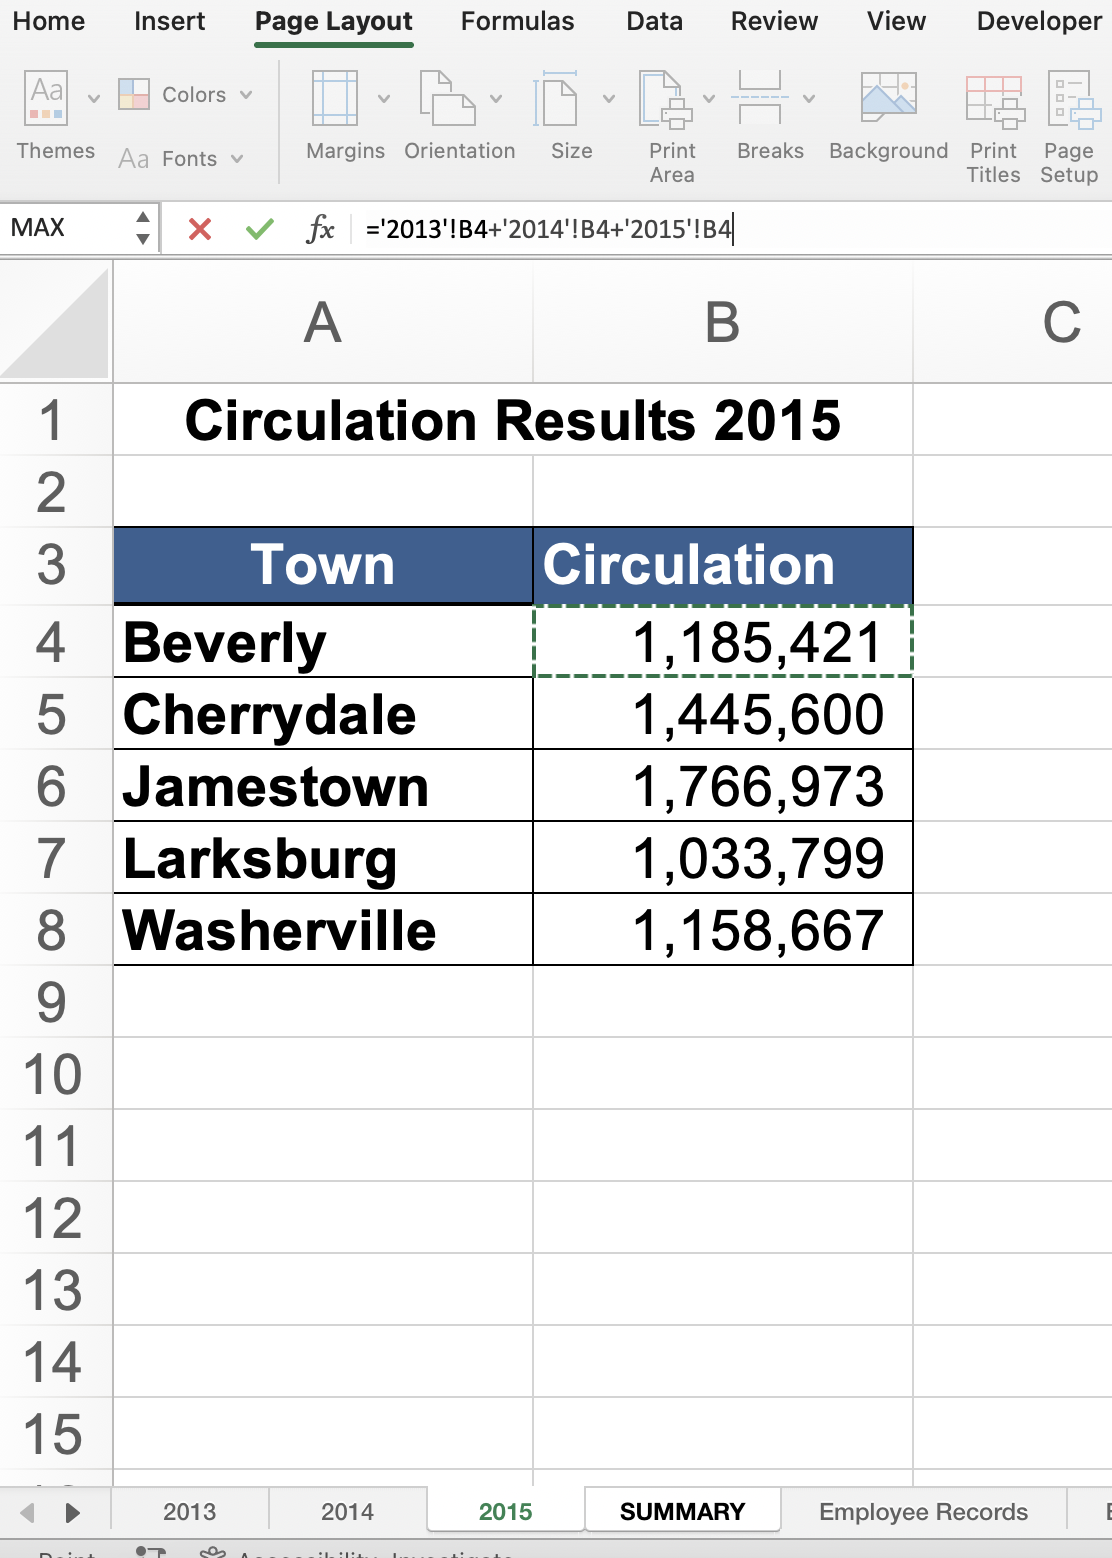 Home Insert Page Layout Formulas Data Review View Developer
Aa Colors
Themes Aa Fonts Margins Orientation Size Print Area Breaks Background Print Titles Page Setup
MAX fx ='2013'!B4+'2014'!B4+'2015'!B4
A B C
1 Circulation Results 2015
2
3 Town Circulation
4 Beverly 1,185,421
5 Cherrydale 1,445,600
6 Jamestown 1,766,973
7 Larksburg 1,033,799
8 Washerville 1,158,667
9
10
11
12
13
14
15
2013 2014 2015 SUMMARY Employee Records
Point Accessibility: Investigate